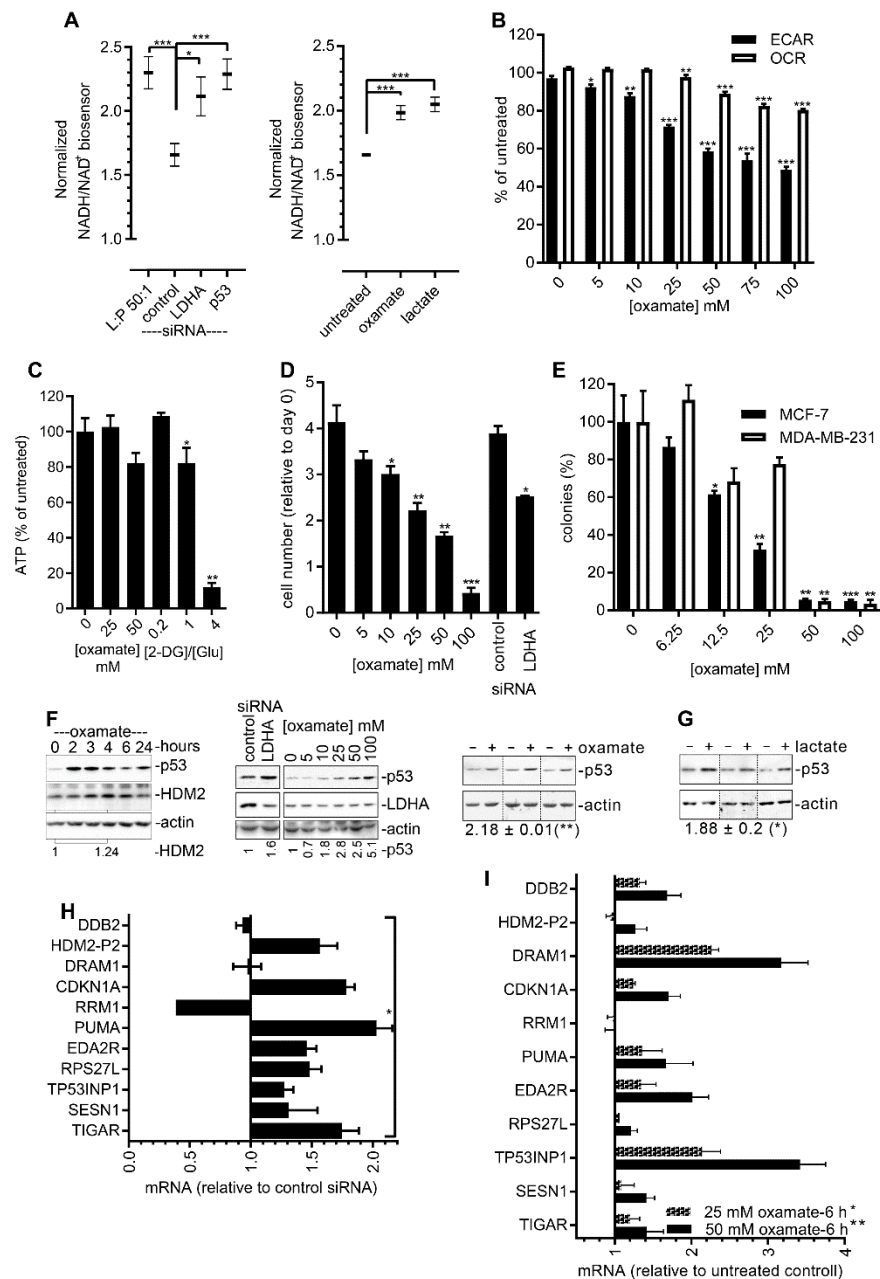 A
***
***
*
2.5
2.0
1.5
1.0
Normalized
NADH/NAD⁺ biosensor
L:P 50:1
control
LDHA
p53
----siRNA----
***
***
2.5
2.0
1.5
1.0
Normalized
NADH/NAD⁺ biosensor
untreated
oxamate
lactate
B
ECAR
OCR
120
100
80
60
40
20
0
% of untreated
* ** *** ** *** *** *** *** *** ***
0 5 10 25 50 75 100
[oxamate] mM
C
120
100
80
60
40
20
0
ATP (% of untreated)
* **
0 25 50 0.2 1 4
[oxamate] [2-DG]/[Glu]
mM
D
5
4
3
2
1
0
cell number (relative to day 0)
* ** ** *** *
0 5 10 25 50 100 control LDHA
[oxamate] mM
siRNA
E
MCF-7
MDA-MB-231
120
100
80
60
40
20
0
colonies (%)
* ** ** ** *** **
0 6.25 12.5 25 50 100
[oxamate] mM
F
---oxamate---
0 2 3 4 6 24 -hours
-p53
-HDM2
-actin
1 1.24 -HDM2
siRNA
control LDHA
[oxamate] mM
0 5 10 25 50 100
-p53
-LDHA
-actin
1 1.6 1 0.7 1.8 2.8 2.5 5.1 -p53
– + – + – + oxamate
-p53
-actin
2.18 ± 0.01(**)
G
– + – + – + lactate
-p53
-actin
1.88 ± 0.2 (*)
H
DDB2
HDM2-P2
DRAM1
CDKN1A
RRM1
PUMA
EDA2R
RPS27L
TP53INP1
SESN1
TIGAR
*
0.0 0.5 1.0 1.5 2.0
mRNA (relative to control siRNA)
I
DDB2
HDM2-P2
DRAM1
CDKN1A
RRM1
PUMA
EDA2R
RPS27L
TP53INP1
SESN1
TIGAR
25 mM oxamate-6 h *
50 mM oxamate-6 h **
1 2 3 4
mRNA (relative to untreated controll)